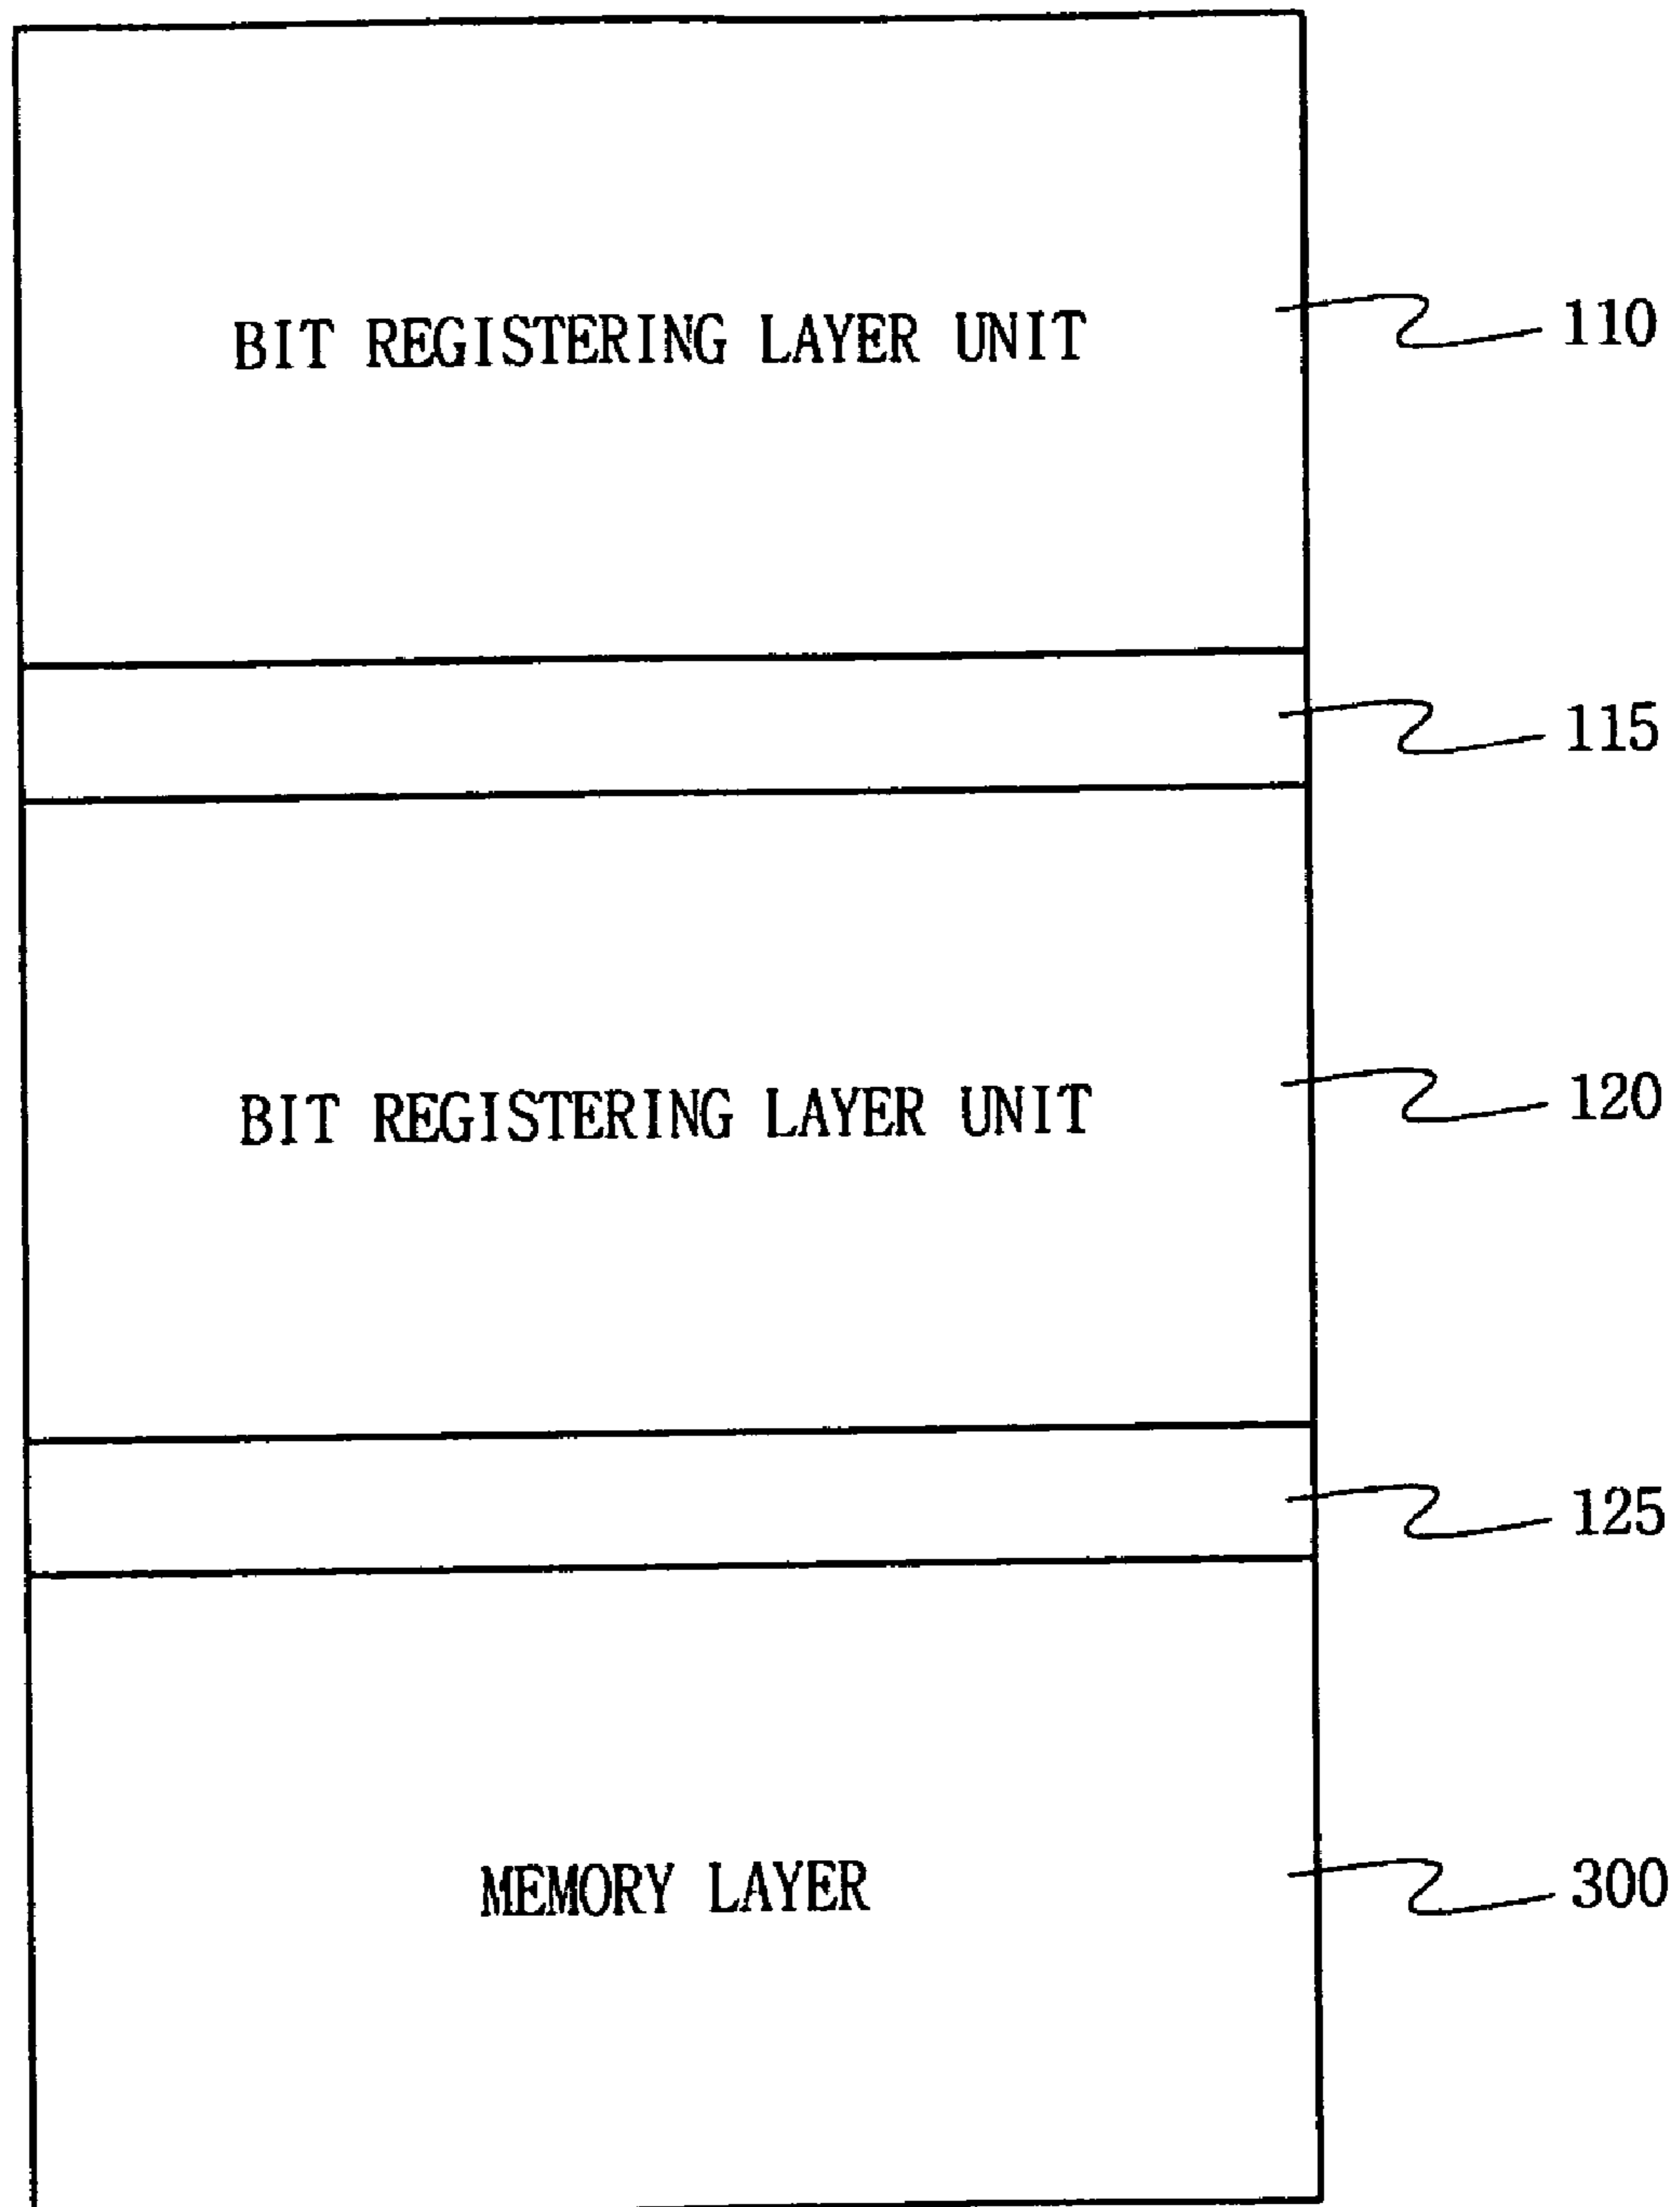 BIT REGISTERING LAYER UNIT
110
115
BIT REGISTERING LAYER UNIT
120
125
MEMORY LAYER
300